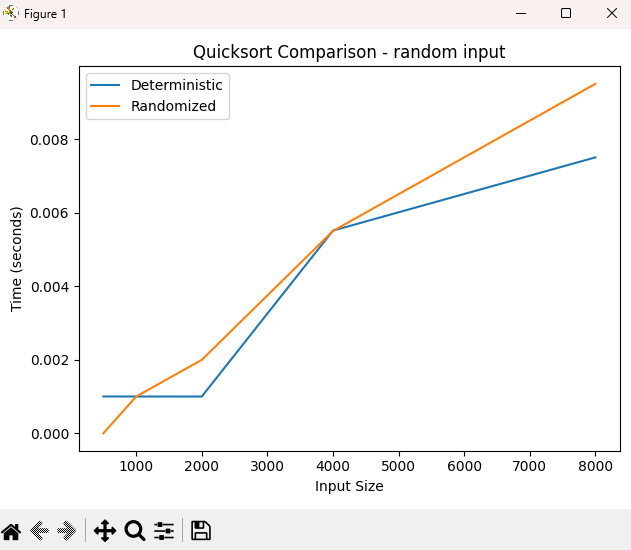 Figure 1
Quicksort Comparison - random input
Deterministic
Randomized
0.008
0.006
0.004
0.002
0.000
Time (seconds)
1000 2000 3000 4000 5000 6000 7000 8000
Input Size